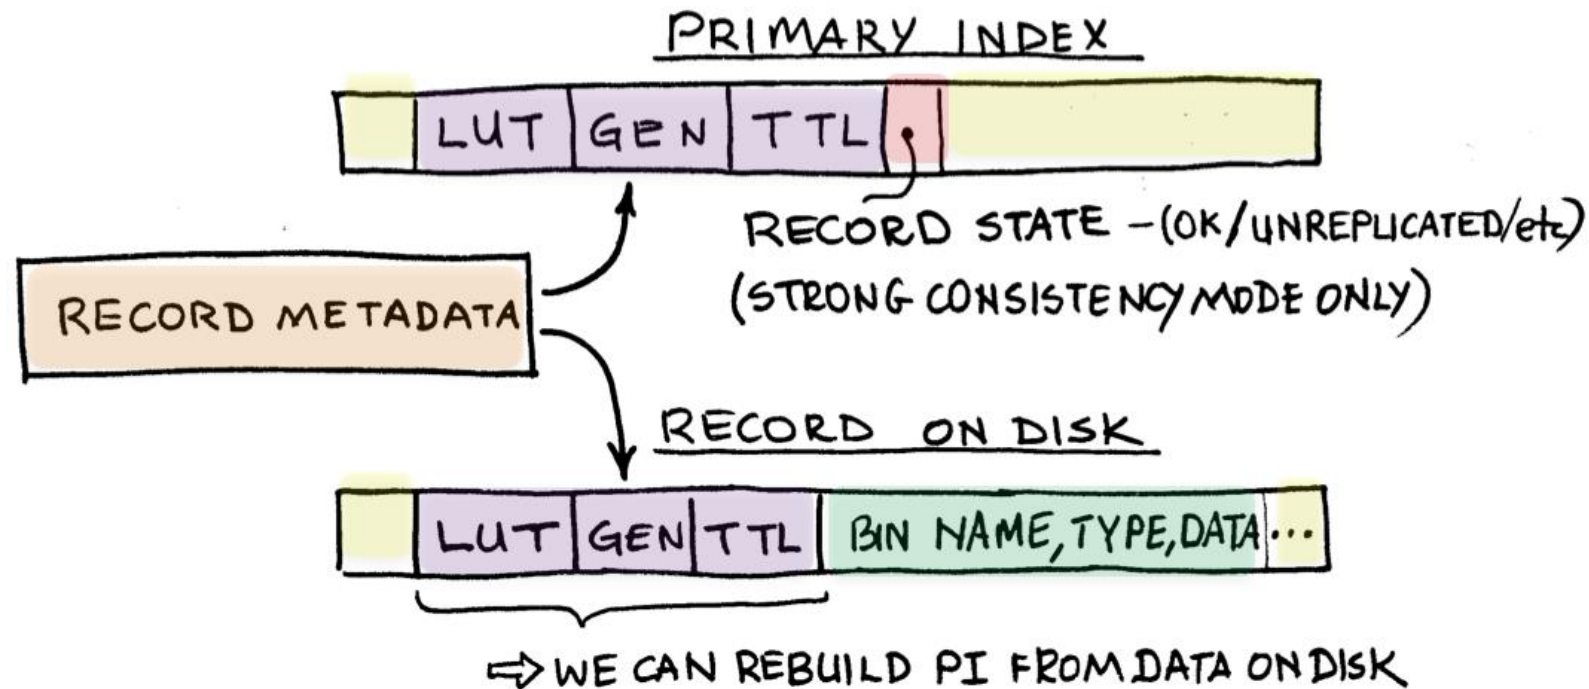 PRIMARY INDEX
LUT GEN TTL
RECORD STATE - (OK/UNREPLICATED/etc)
(STRONG CONSISTENCY MODE ONLY)
RECORD METADATA
RECORD ON DISK
LUT GEN TTL BIN NAME, TYPE, DATA ...
⇨ WE CAN REBUILD PI FROM DATA ON DISK